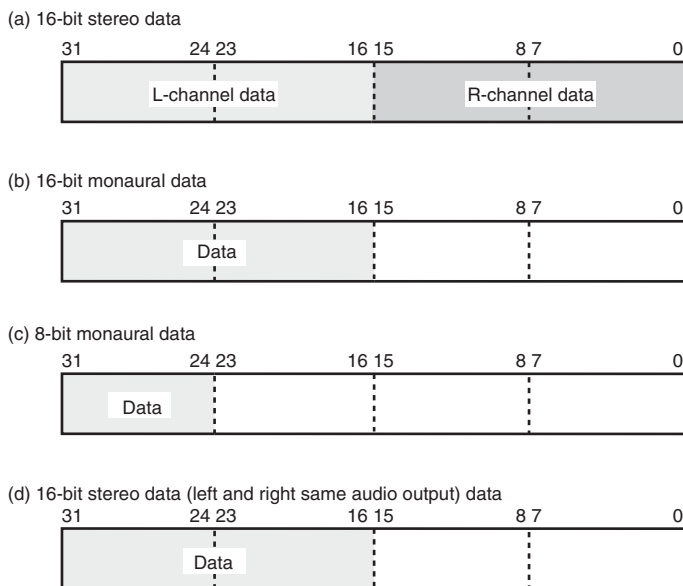 (a) 16-bit stereo data
31 24 23 16 15 8 7 0
L-channel data R-channel data
(b) 16-bit monaural data
31 24 23 16 15 8 7 0
Data
(c) 8-bit monaural data
31 24 23 16 15 8 7 0
Data
(d) 16-bit stereo data (left and right same audio output) data
31 24 23 16 15 8 7 0
Data